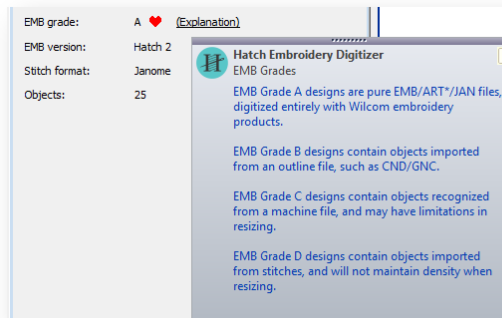 EMB grade: A (Explanation)
EMB version: Hatch 2
Stitch format: Janome
Objects: 25
H
Hatch Embroidery Digitizer
EMB Grades
EMB Grade A designs are pure EMB/ART*/JAN files,
digitized entirely with Wilcom embroidery
products.
EMB Grade B designs contain objects imported
from an outline file, such as CND/GNC.
EMB Grade C designs contain objects recognized
from a machine file, and may have limitations in
resizing.
EMB Grade D designs contain objects imported
from stitches, and will not maintain density when
resizing.